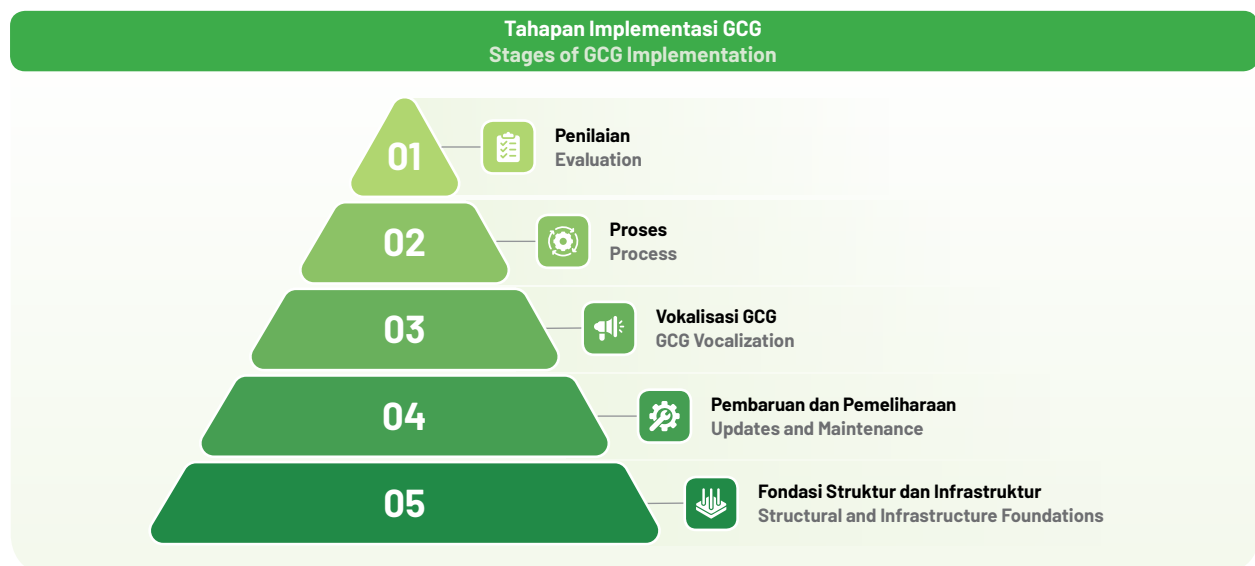 Tahapan Implementasi GCG
Stages of GCG Implementation
01
Penilaian
Evaluation
02
Proses
Process
03
Vokalisasi GCG
GCG Vocalization
04
Pembaruan dan Pemeliharaan
Updates and Maintenance
05
Fondasi Struktur dan Infrastruktur
Structural and Infrastructure Foundations